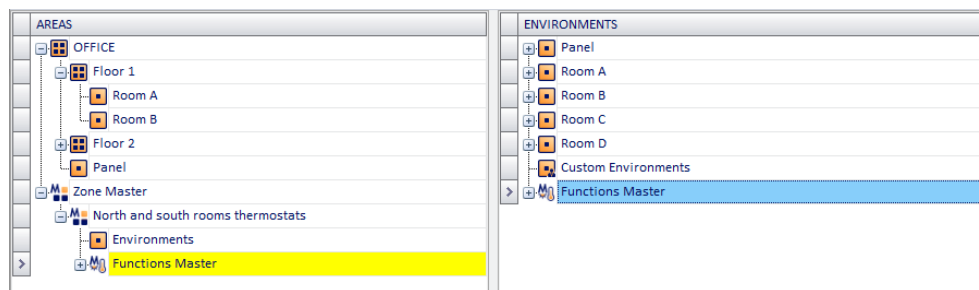 AREAS
OFFICE
Floor 1
Room A
Room B
Floor 2
Panel
Zone Master
North and south rooms thermostats
Environments
Functions Master
ENVIRONMENTS
Panel
Room A
Room B
Room C
Room D
Custom Environments
Functions Master